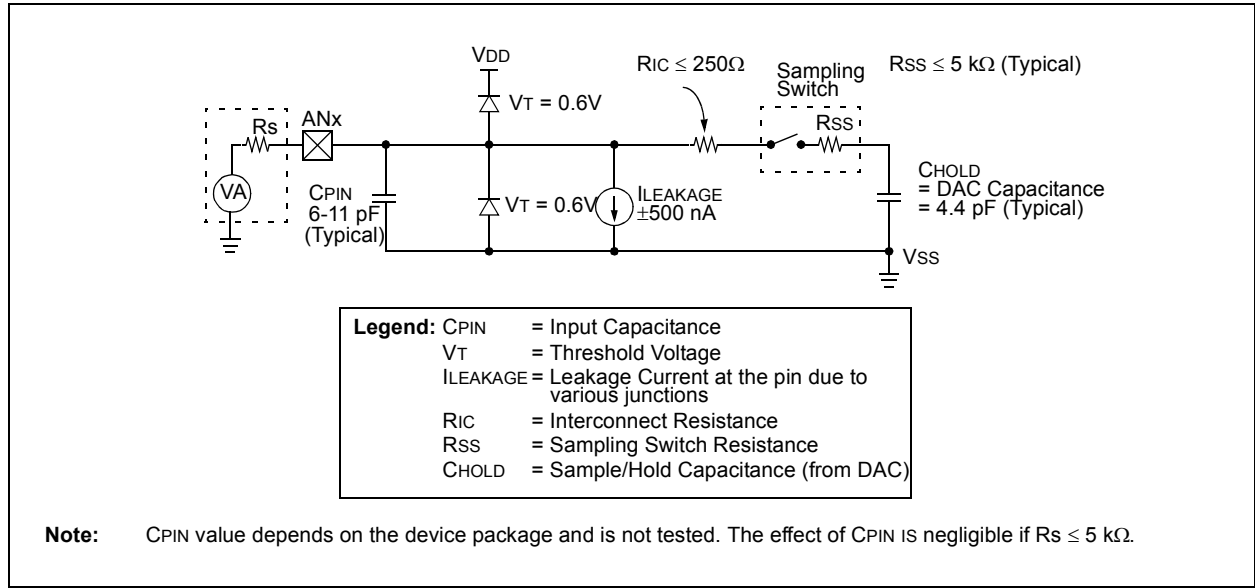 VDD
RIC ≤ 250Ω
Sampling
Switch
RSS ≤ 5 kΩ (Typical)
VT = 0.6V
Rs
ANx
RSS
VA
CPIN
6-11 pF
(Typical)
VT = 0.6V
ILEAKAGE
±500 nA
CHOLD
= DAC Capacitance
= 4.4 pF (Typical)
VSS
Legend: CPIN = Input Capacitance
VT = Threshold Voltage
ILEAKAGE = Leakage Current at the pin due to
various junctions
RIC = Interconnect Resistance
RSS = Sampling Switch Resistance
CHOLD = Sample/Hold Capacitance (from DAC)
Note: CPIN value depends on the device package and is not tested. The effect of CPIN IS negligible if Rs ≤ 5 kΩ.